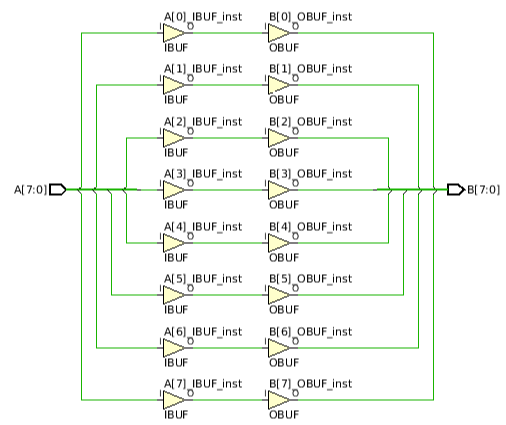 A[0]_IBUF_inst B[0]_OBUF_inst
I O I O
IBUF OBUF
A[1]_IBUF_inst B[1]_OBUF_inst
I O I O
IBUF OBUF
A[2]_IBUF_inst B[2]_OBUF_inst
I O I O
IBUF OBUF
A[3]_IBUF_inst B[3]_OBUF_inst
A[7:0] I O I O B[7:0]
IBUF OBUF
A[4]_IBUF_inst B[4]_OBUF_inst
I O I O
IBUF OBUF
A[5]_IBUF_inst B[5]_OBUF_inst
I O I O
IBUF OBUF
A[6]_IBUF_inst B[6]_OBUF_inst
I O I O
IBUF OBUF
A[7]_IBUF_inst B[7]_OBUF_inst
I O I O
IBUF OBUF